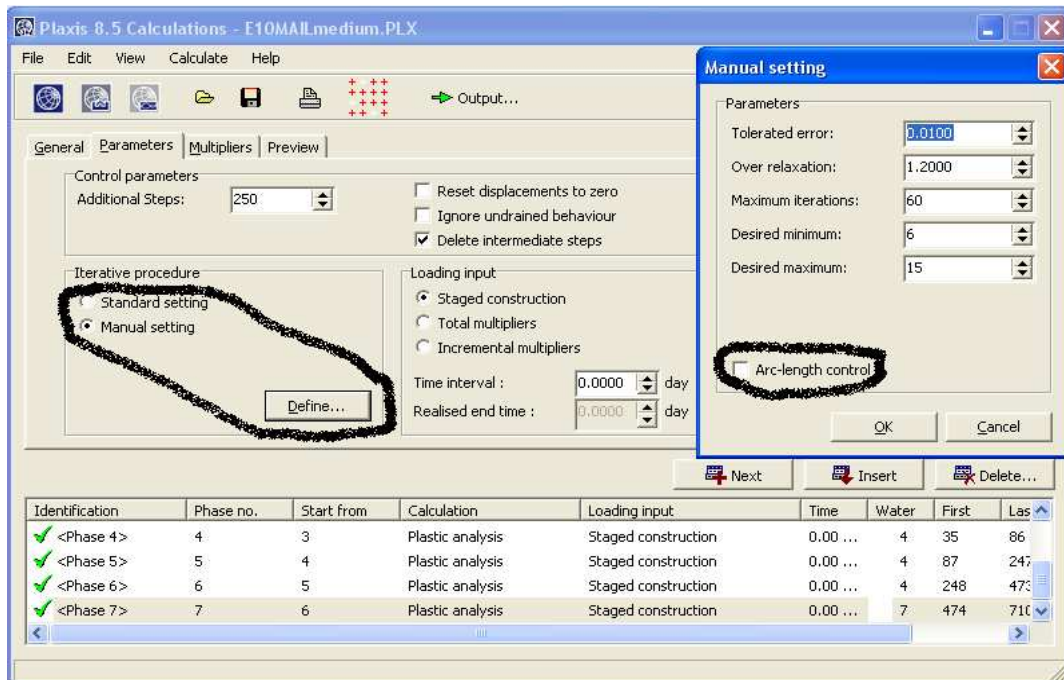 Plaxis 8.5 Calculations - E10MAILmedium.PLX
File Edit View Calculate Help
Output...
General Parameters Multipliers Preview
Control parameters
Additional Steps: 250
Reset displacements to zero
Ignore undrained behaviour
Delete intermediate steps
Iterative procedure
Standard setting
Manual setting
Define...
Loading input
Staged construction
Total multipliers
Incremental multipliers
Time interval : 0.0000 day
Realised end time : 0.0000 day
Manual setting
Parameters
Tolerated error: 0.0100
Over relaxation: 1.2000
Maximum iterations: 60
Desired minimum: 6
Desired maximum: 15
Arc-length control
OK Cancel
Next Insert Delete...
Identification Phase no. Start from Calculation Loading input Time Water First Las
<Phase 4> 4 3 Plastic analysis Staged construction 0.00 ... 4 35 86
<Phase 5> 5 4 Plastic analysis Staged construction 0.00 ... 4 87 247
<Phase 6> 6 5 Plastic analysis Staged construction 0.00 ... 4 248 473
<Phase 7> 7 6 Plastic analysis Staged construction 0.00 ... 7 474 710